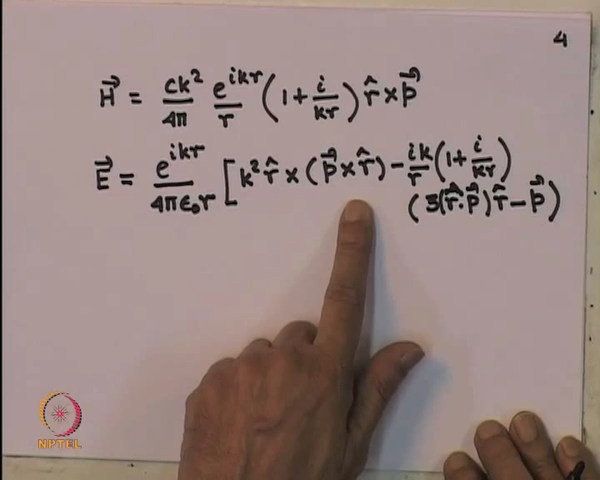 4
H⃗ = ck²/4π e^{ikr}/r (1 + i/kr) r̂ × p⃗
E⃗ = e^{ikr}/4πϵ₀r [ k² r̂ × (p⃗ × r̂) − ik/r (1 + i/kr)
(3(r̂·p⃗) r̂ − p⃗)
NPTEL